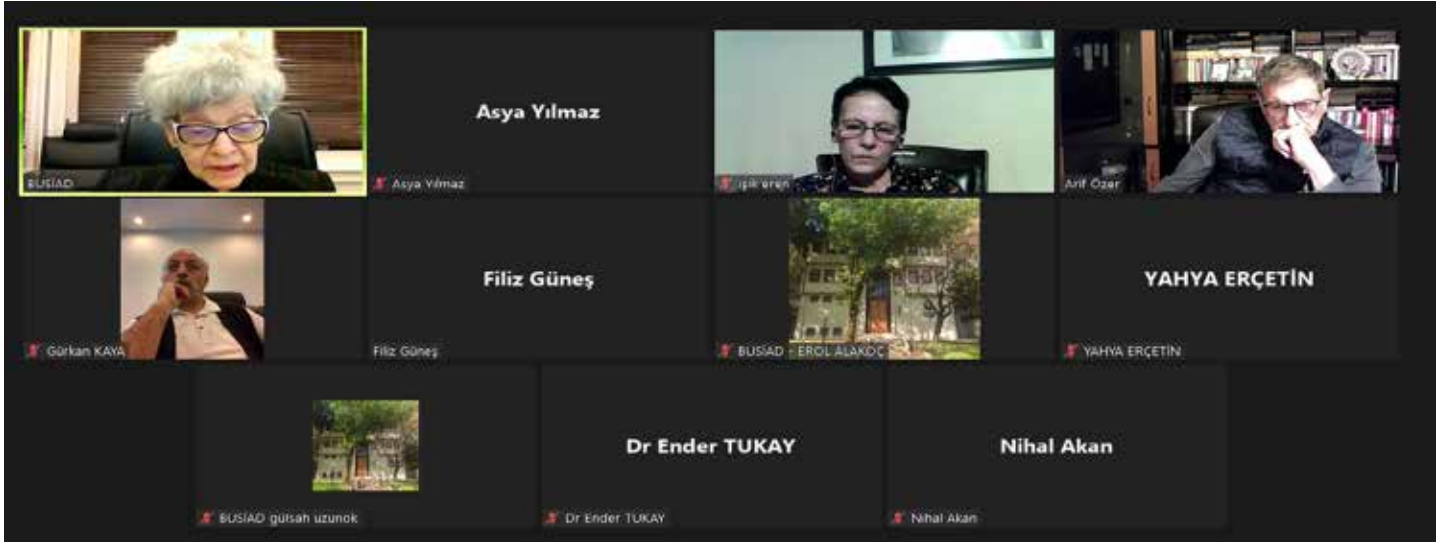 BUSİAD
Asya Yılmaz
Asya Yılmaz
ışık eren
Arif Özer
Gürkan KAYA
Filiz Güneş
Filiz Güneş
BUSİAD - EROL ALAKOÇ
YAHYA ERÇETİN
YAHYA ERÇETİN
BUSİAD gülsah uzunok
Dr Ender TUKAY
Dr Ender TUKAY
Nihal Akan
Nihal Akan